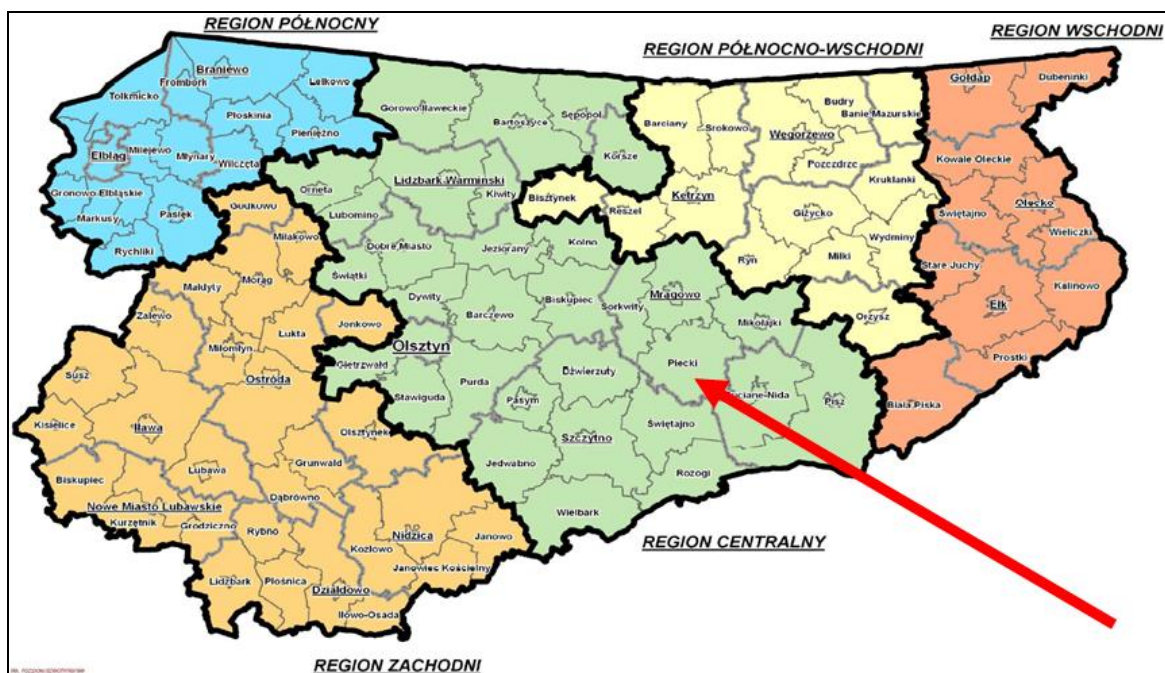 REGION PÓŁNOCNY
REGION WSCHODNI
REGION PÓŁNOCNO-WSCHODNI
Braniewo
Frombork
Lelkowo
Tolkmicko
Płoskinia
Pieniężno
Elbląg
Milejewo
Młynary
Wilczęta
Gronowo-Elbląskie
Markusy
Pasłęk
Rychliki
Gorowo-Iławeckie
Bartoszyce
Sępopol
Korsze
Lidzbark Warmiński
Orneta
Kiwity
Lubomino
Dobre Miasto
Jeziorany
Kolno
Świątki
Dywity
Barczewo
Biskupiec
Sorkwity
Mrągowo
Mikołajki
Olsztyn
Gietrzwałd
Purda
Stawiguda
Dźwierzuty
Piecki
Pasym
Pisz
Szczytno
Świętajno
Jedwabno
Rozogi
Wielbark
Barciany
Srokowo
Budry
Banie Mazurskie
Węgorzewo
Pozezdrze
Kruklanki
Bisztynek
Reszel
Kętrzyn
Giżycko
Wydminy
Ryn
Miłki
Orzysz
Gołdap
Dubeninki
Kowale Oleckie
Olecko
Świętajno
Wieliczki
Stare Juchy
Kalinowo
Ełk
Prostki
Biała Piska
Godkowo
Miłakowo
Małdyty
Morąg
Zalewo
Łukta
Jonkowo
Miłomłyn
Ostróda
Susz
Kisielice
Iława
Olsztynek
Grunwald
Lubawa
Biskupiec
Dąbrówno
Nowe Miasto Lubawskie
Kurzętnik
Grodziczno
Rybno
Nidzica
Janowo
Kozłowo
Janowiec Kościelny
Lidzbark
Płośnica
Działdowo
Iłowo-Osada
REGION CENTRALNY
REGION ZACHODNI